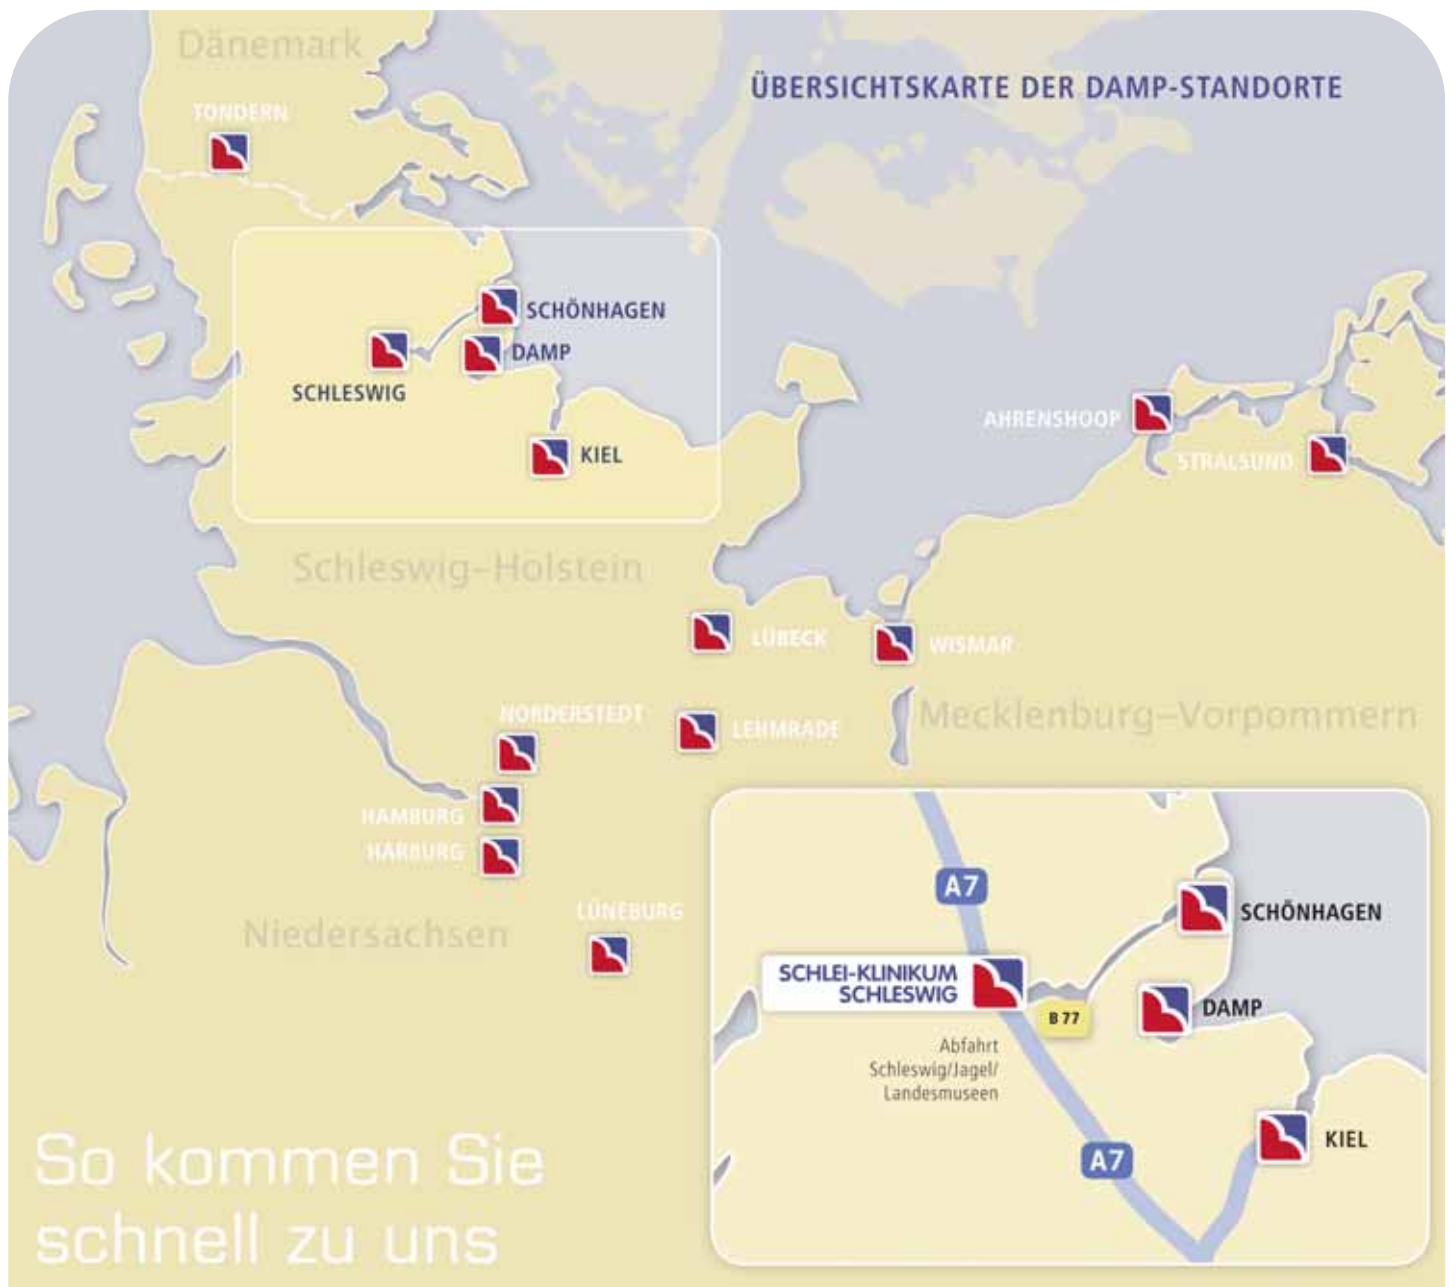 Dänemark
ÜBERSICHTSKARTE DER DAMP-STANDORTE
TONDERN
SCHÖNHAGEN
DAMP
SCHLESWIG
KIEL
AHRENSHOOP
STRALSUND
Schleswig-Holstein
LÜBECK
WISMAR
NORDERSTEDT
LEHMRADE
Mecklenburg-Vorpommern
HAMBURG
HARBURG
LÜNEBURG
Niedersachsen
A7
SCHÖNHAGEN
SCHLEI-KLINIKUM
SCHLESWIG
B 77
DAMP
Abfahrt
Schleswig/Jagel/
Landesmuseen
KIEL
A7
So kommen Sie
schnell zu uns